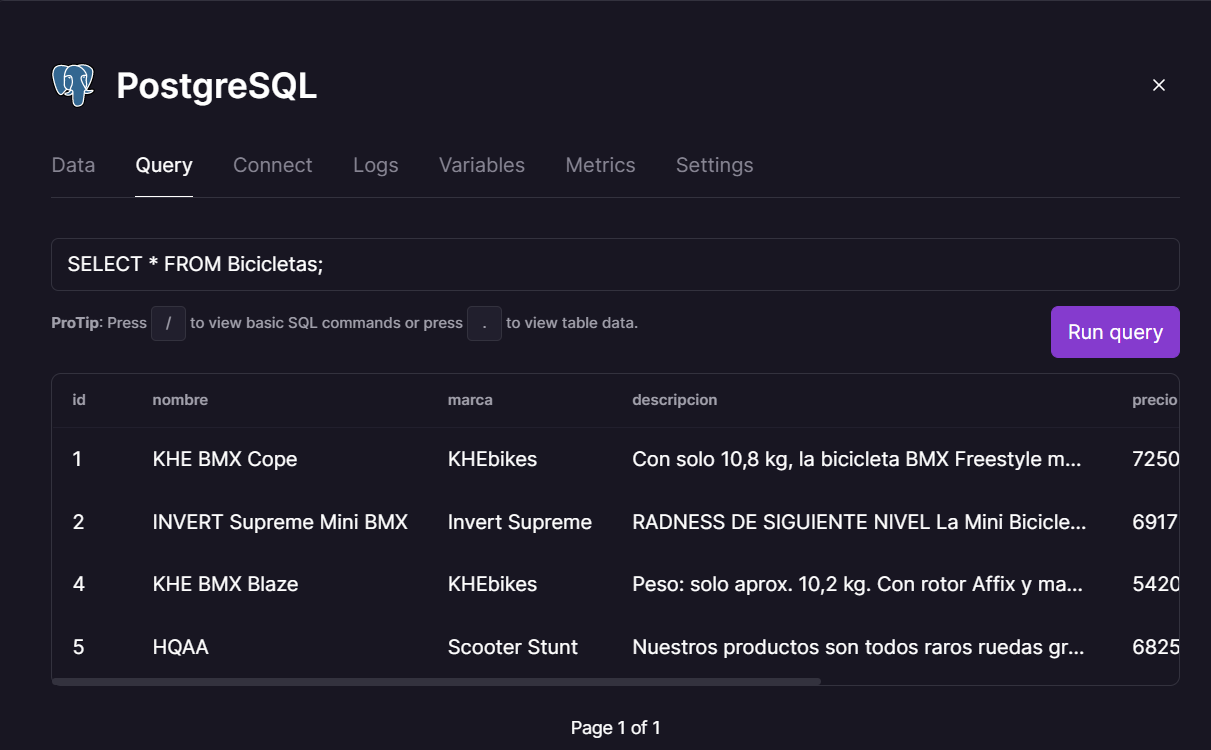 PostgreSQL
Data Query Connect Logs Variables Metrics Settings
SELECT * FROM Bicicletas;
ProTip: Press / to view basic SQL commands or press . to view table data.
Run query
id nombre marca descripcion precio
1 KHE BMX Cope KHEbikes Con solo 10,8 kg, la bicicleta BMX Freestyle m... 7250
2 INVERT Supreme Mini BMX Invert Supreme RADNESS DE SIGUIENTE NIVEL La Mini Bicicle... 6917
4 KHE BMX Blaze KHEbikes Peso: solo aprox. 10,2 kg. Con rotor Affix y ma... 5420
5 HQAA Scooter Stunt Nuestros productos son todos raros ruedas gr... 6825
Page 1 of 1